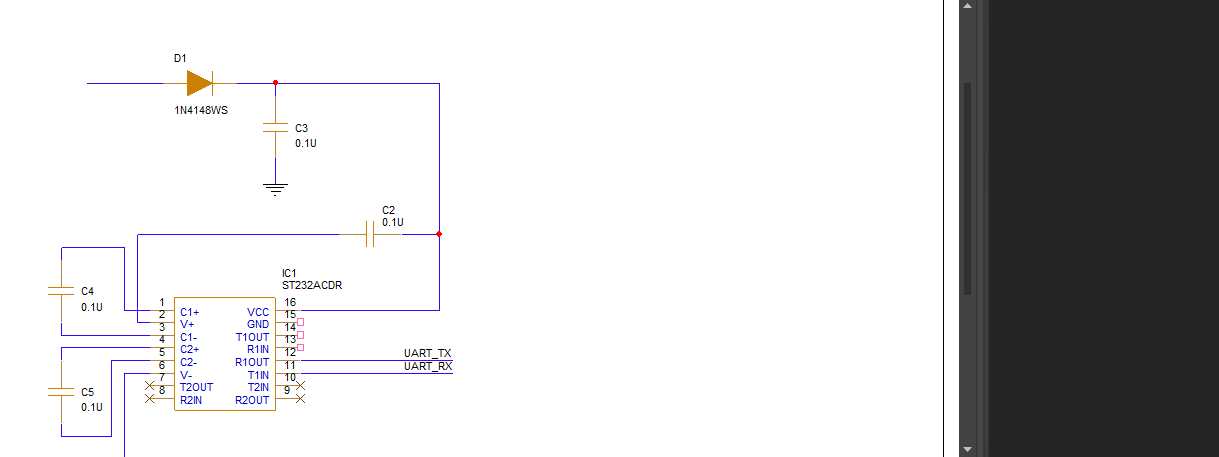 D1
1N4148WS
C3
0.1U
C2
0.1U
IC1
ST232ACDR
C4
0.1U
1 C1+ VCC 16
2 V+ GND 15
3 C1- T1OUT 14
4 C2+ R1IN 13
5 C2- R1OUT 12 UART_TX
6 V- T1IN 11 UART_RX
7 T2OUT T2IN 10
8 R2IN R2OUT 9
C5
0.1U